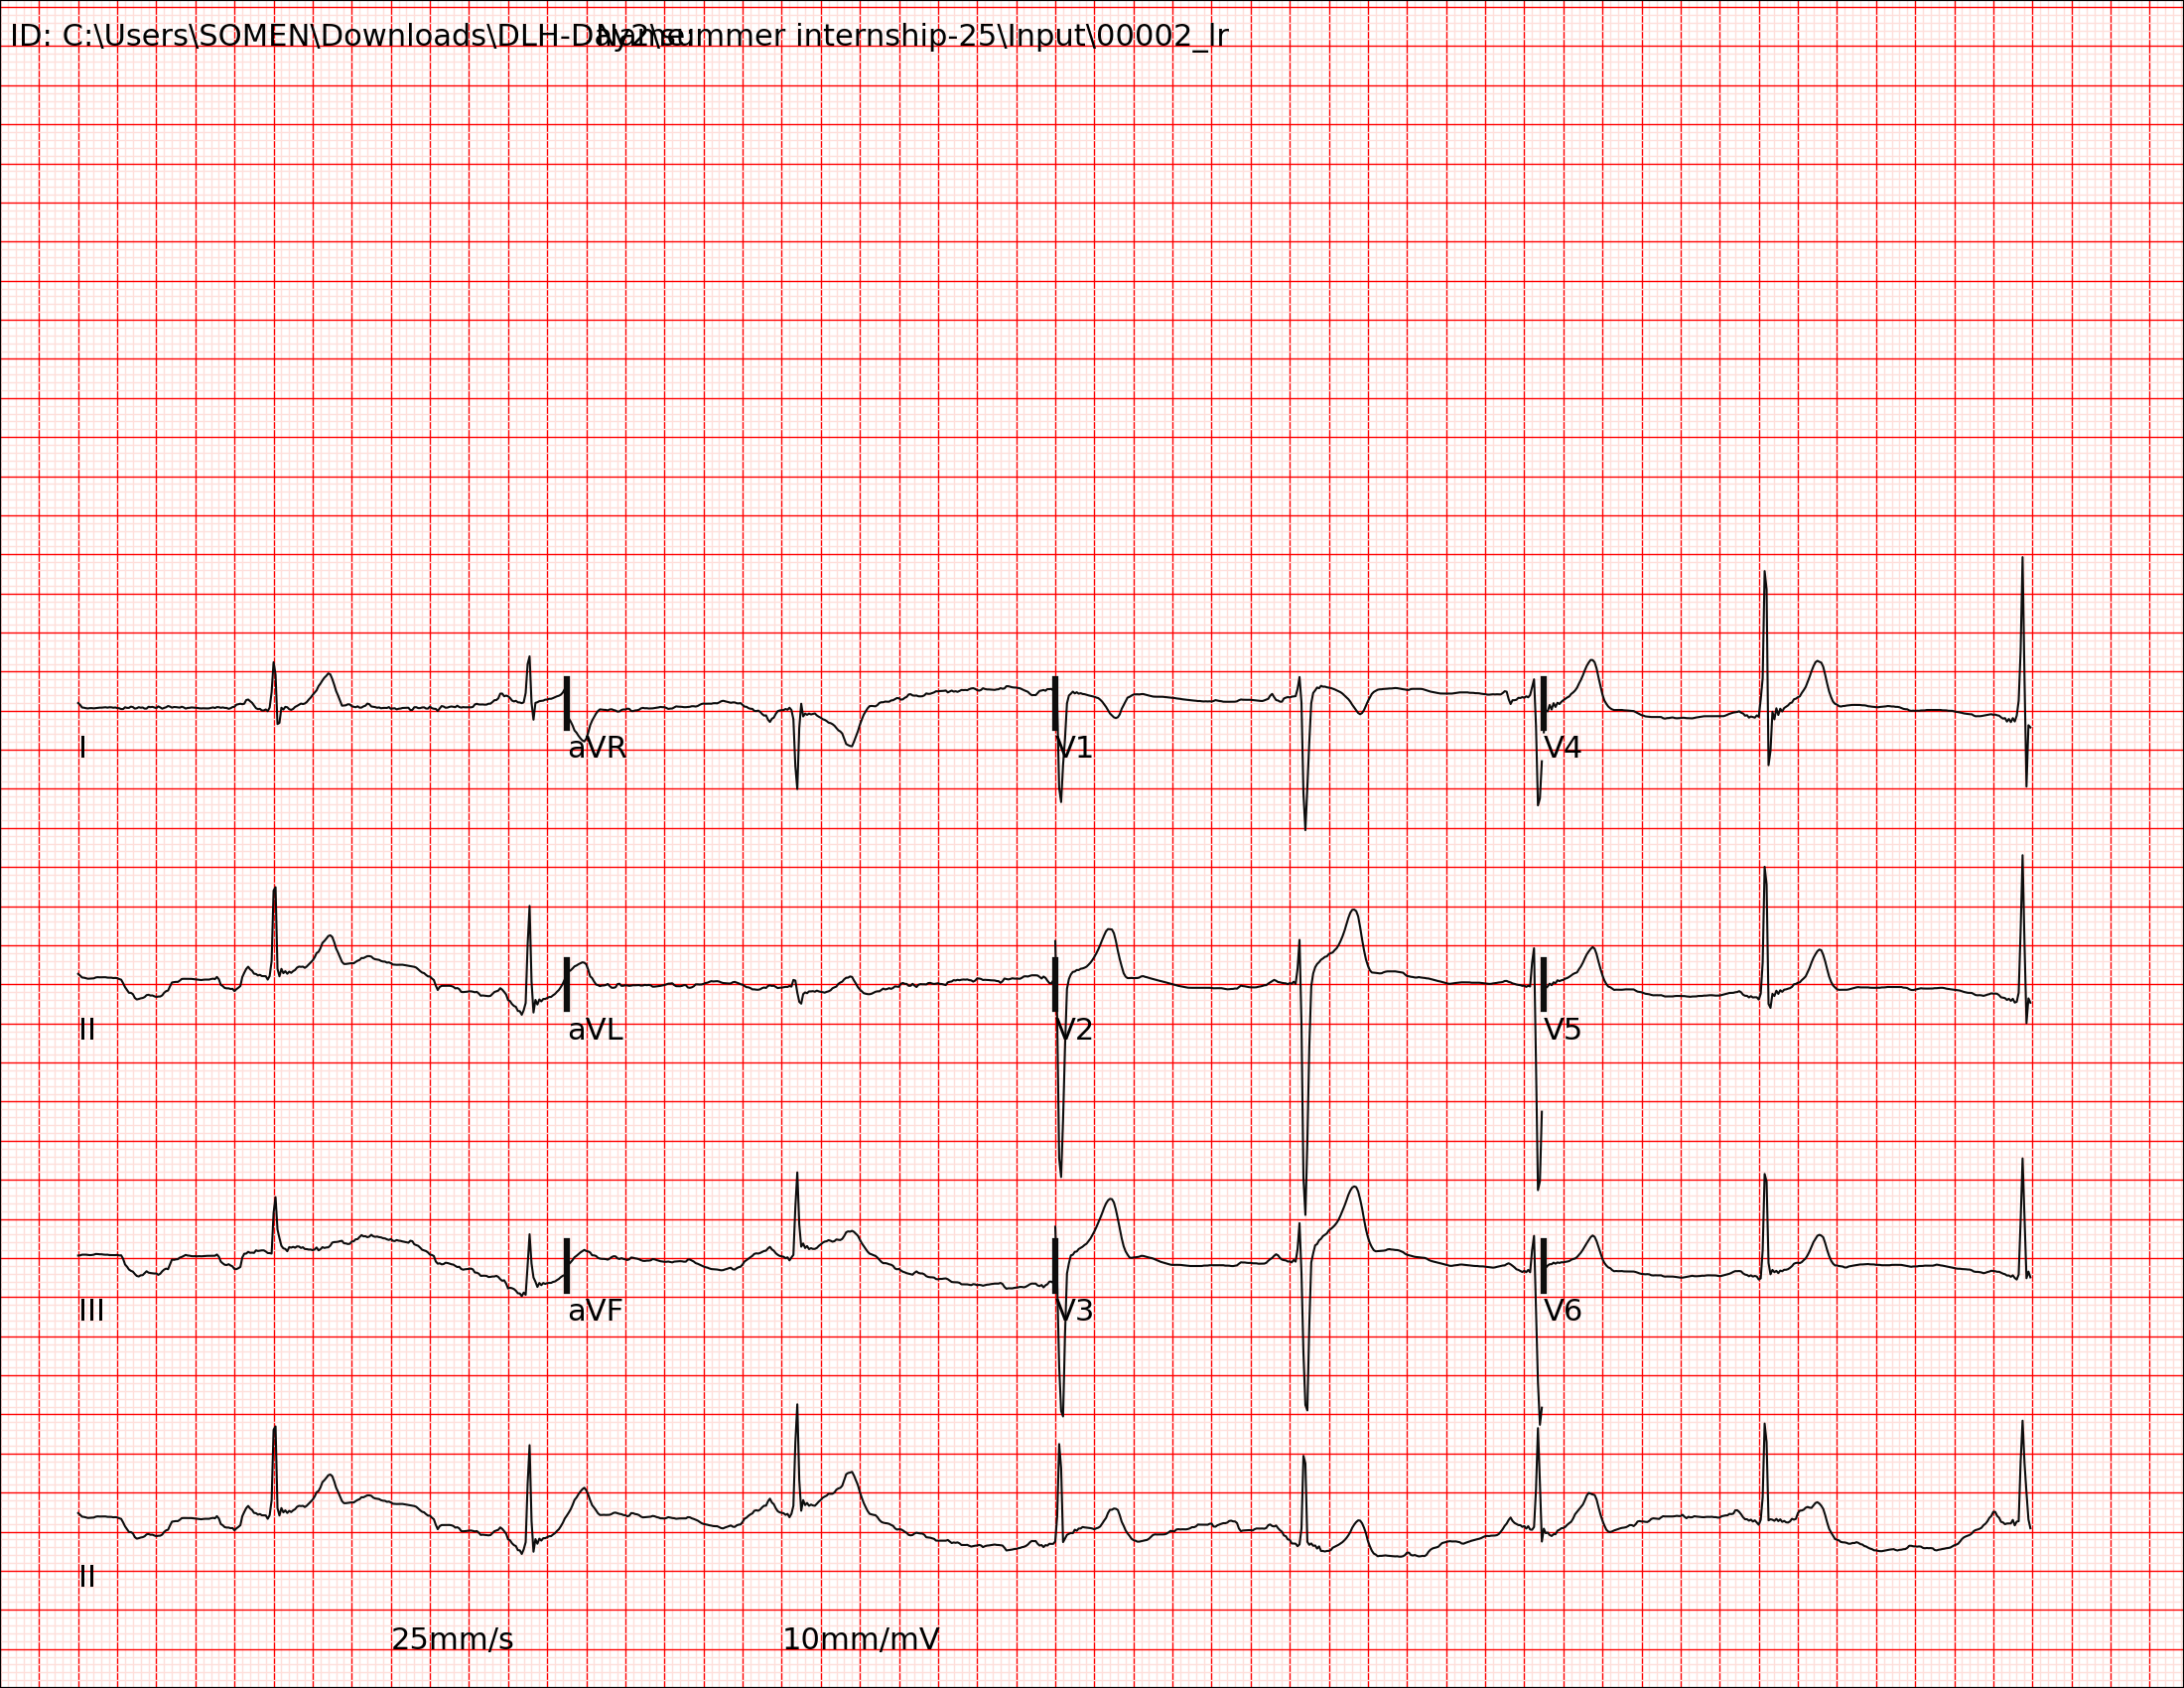 ID: C:\Users\SOMEN\Downloads\DLH-Day2\summer internship-25\Input\00002_lr
Name:
I aVR V1 V4
II aVL V2 V5
III aVF V3 V6
II
25mm/s 10mm/mV